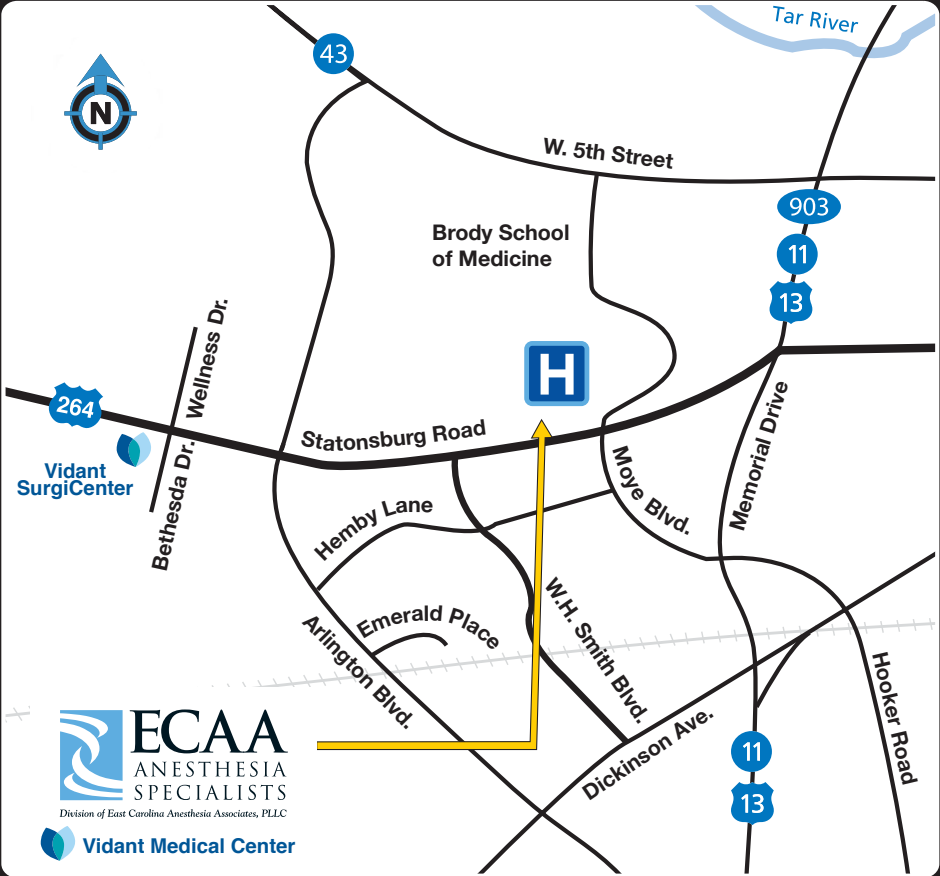 Tar River
43
N
W. 5th Street
903
Brody School
of Medicine
11
13
Wellness Dr.
H
264
Statonsburg Road
Memorial Drive
Vidant
SurgiCenter
Bethesda Dr.
Moye Blvd.
Hemby Lane
W.H. Smith Blvd.
Emerald Place
Arlington Blvd.
Hooker Road
Dickinson Ave.
11
13
ECAA
ANESTHESIA
SPECIALISTS
Division of East Carolina Anesthesia Associates, PLLC
Vidant Medical Center